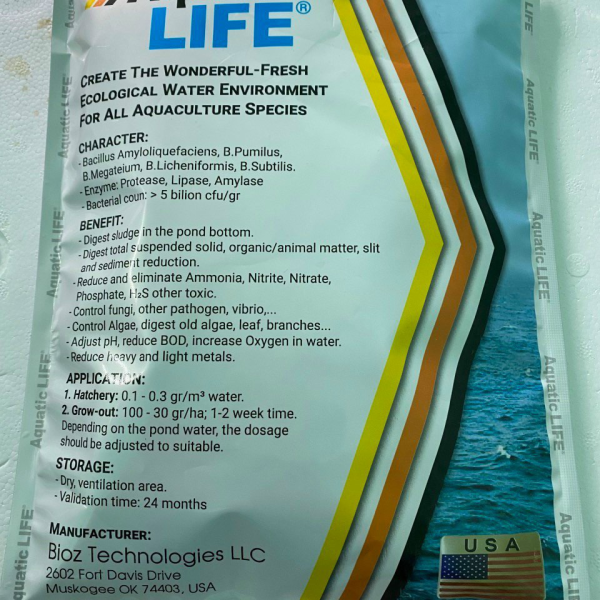 LIFE®
CREATE THE WONDERFUL-FRESH
ECOLOGICAL WATER ENVIRONMENT
FOR ALL AQUACULTURE SPECIES
CHARACTER:
- Bacillus Amyloliquefaciens, B.Pumilus,
B.Megateium, B.Licheniformis, B.Subtilis.
- Enzyme: Protease, Lipase, Amylase
- Bacterial coun: > 5 bilion cfu/gr
BENEFIT:
- Digest sludge in the pond bottom.
- Digest total suspended solid, organic/animal matter, slit
and sediment reduction.
- Reduce and eliminate Ammonia, Nitrite, Nitrate,
Phosphate, H₂S other toxic.
- Control fungi, other pathogen, vibrio,...
- Control Algae, digest old algae, leaf, branches...
- Adjust pH, reduce BOD, increase Oxygen in water.
- Reduce heavy and light metals.
APPLICATION:
1. Hatchery: 0.1 - 0.3 gr/m³ water.
2. Grow-out: 100 - 30 gr/ha; 1-2 week time.
Depending on the pond water, the dosage
should be adjusted to suitable.
STORAGE:
- Dry, ventilation area.
- Validation time: 24 months
MANUFACTURER:
Bioz Technologies LLC
2602 Fort Davis Drive
Muskogee OK 74403, USA
USA
Aquatic LIFE
Aquatic LIFE
Aquatic LIFE
Aquatic LIFE
Aquatic LIFE
Aquatic LIFE